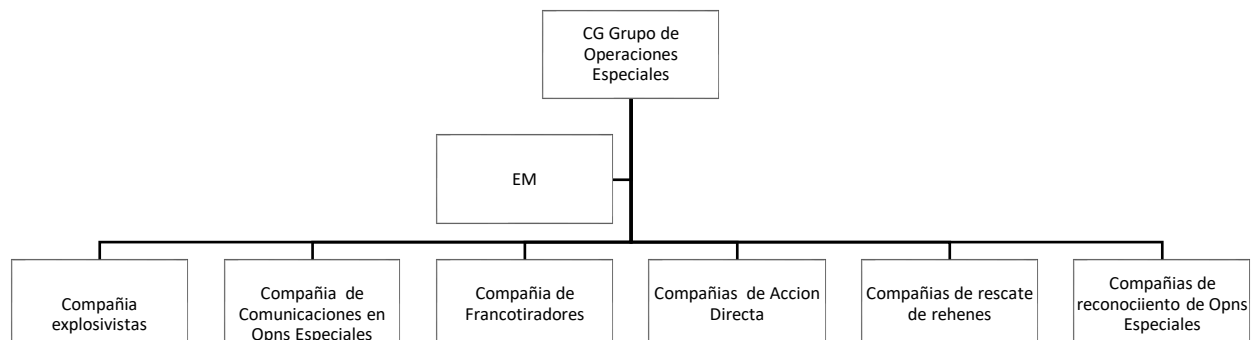 CG Grupo de
Operaciones
Especiales
EM
Compañia
explosivistas
Compañia de
Comunicaciones en
Opns Especiales
Compañia de
Francotiradores
Compañias de Accion
Directa
Compañias de rescate
de rehenes
Compañias de
reconociiento de Opns
Especiales